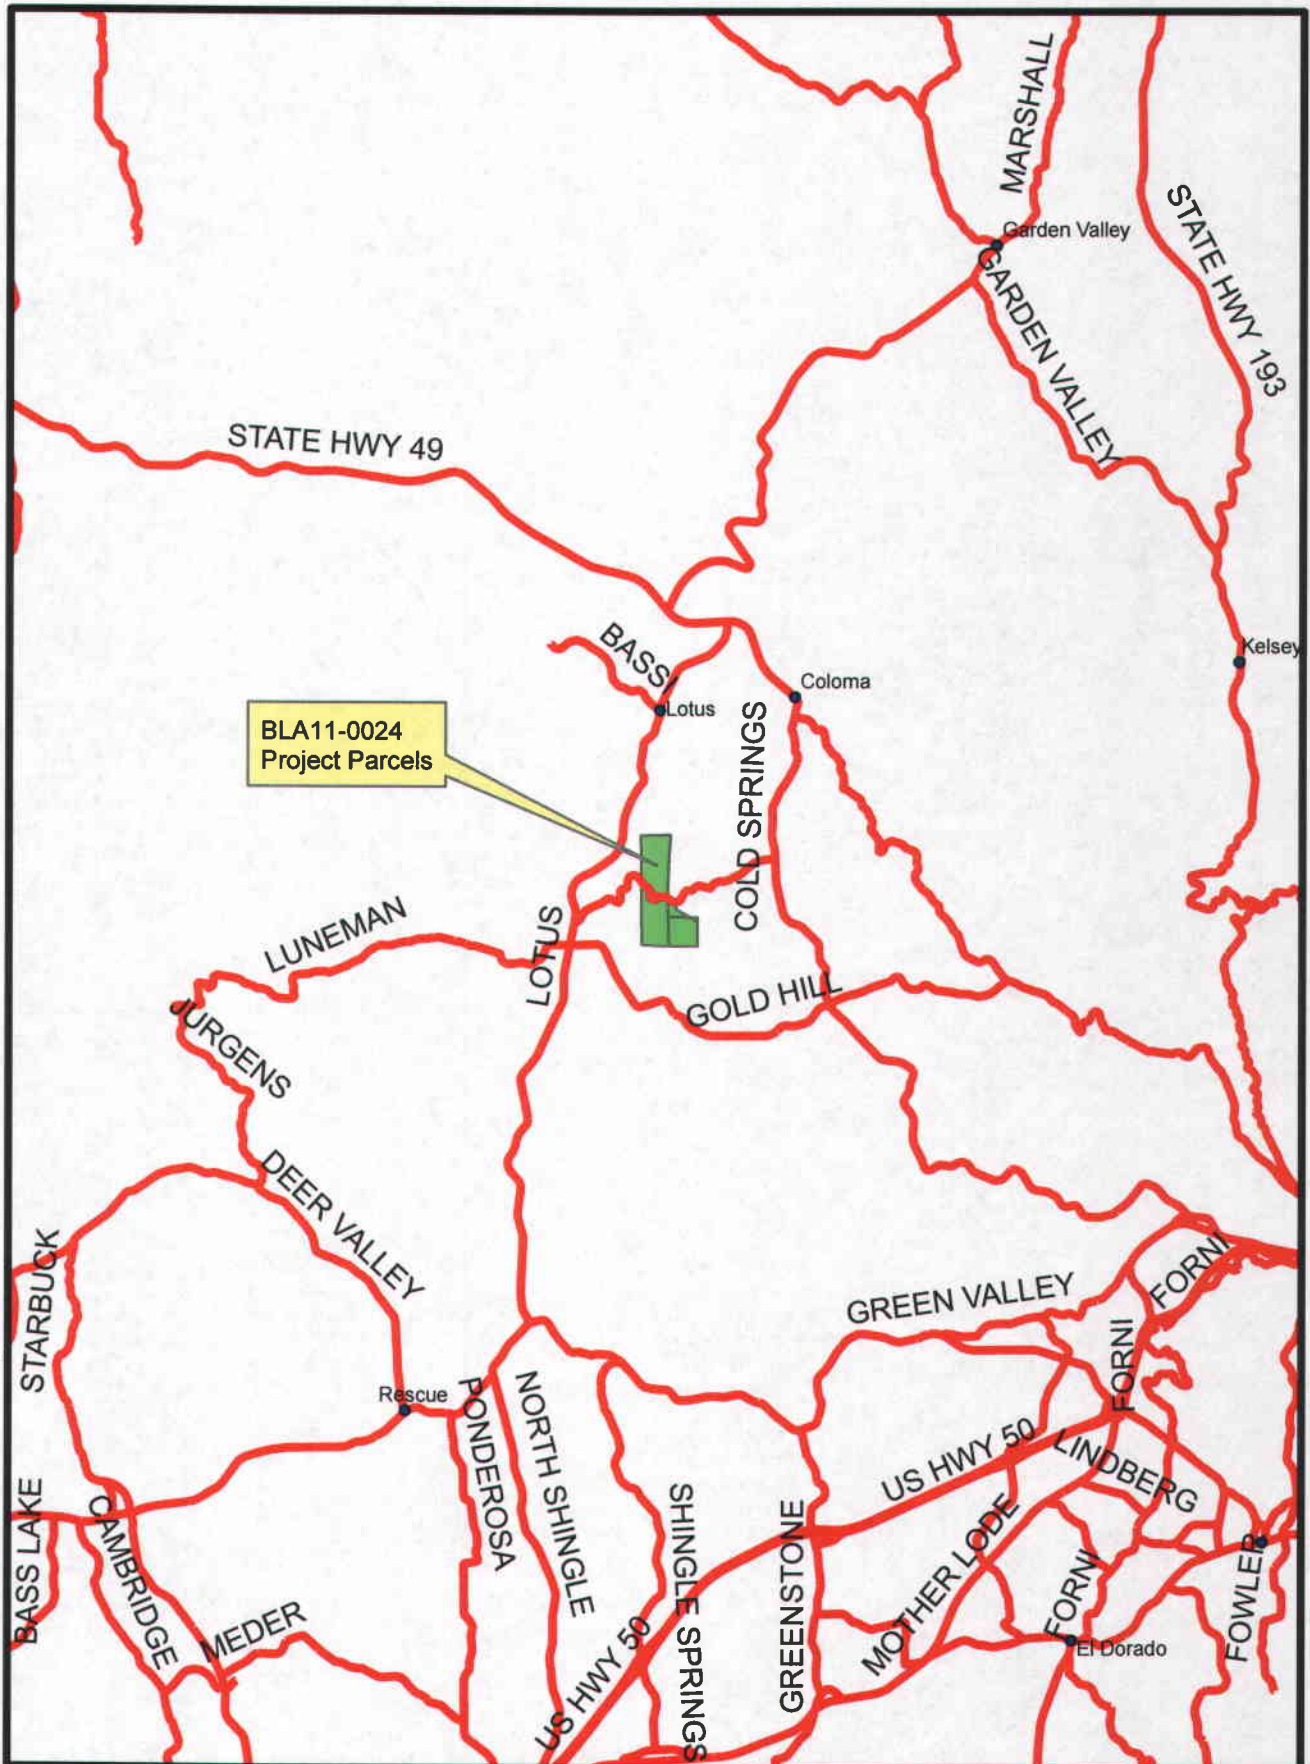 MARSHALL
Garden Valley
STATE HWY 193
GARDEN VALLEY
STATE HWY 49
BASSI
Kelsey
Coloma
Lotus
COLD SPRINGS
BLA11-0024
Project Parcels
LUNEMAN
LOTUS
GOLD HILL
JURGENS
DEER VALLEY
STARBUCK
FORNI
GREEN VALLEY
FORNI
Rescue
PONDEROSA
NORTH SHINGLE
US HWY 50
LINDBERG
BASS LAKE
CAMBRIDGE
SHINGLE SPRINGS
GREENSTONE
MOTHER LODE
FORNI
FOWLER
MEDER
US HWY 50
El Dorado